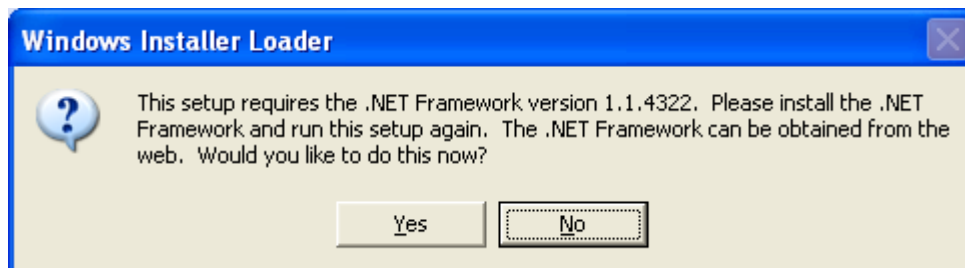 Windows Installer Loader
This setup requires the .NET Framework version 1.1.4322.  Please install the .NET
Framework and run this setup again.  The .NET Framework can be obtained from the
web.  Would you like to do this now?
Yes
No